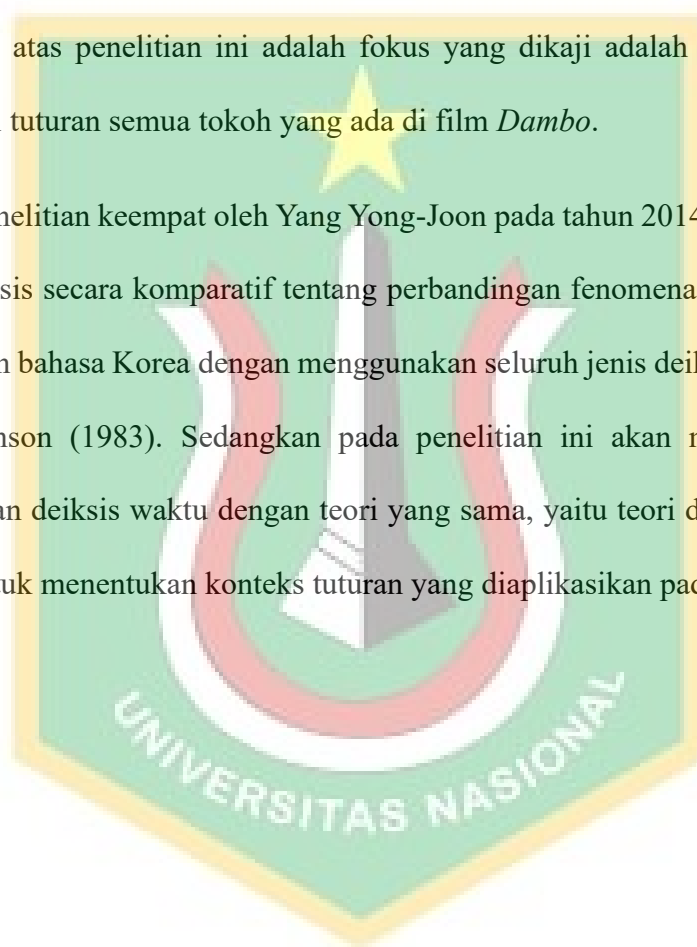 atas penelitian ini adalah fokus yang dikaji adalah
tuturan semua tokoh yang ada di film Dambo.
nelitian keempat oleh Yang Yong-Joon pada tahun 2014
sis secara komparatif tentang perbandingan fenomena
n bahasa Korea dengan menggunakan seluruh jenis deik
nson (1983). Sedangkan pada penelitian ini akan m
an deiksis waktu dengan teori yang sama, yaitu teori d
tuk menentukan konteks tuturan yang diaplikasikan pad
UNIVERSITAS NASIONAL